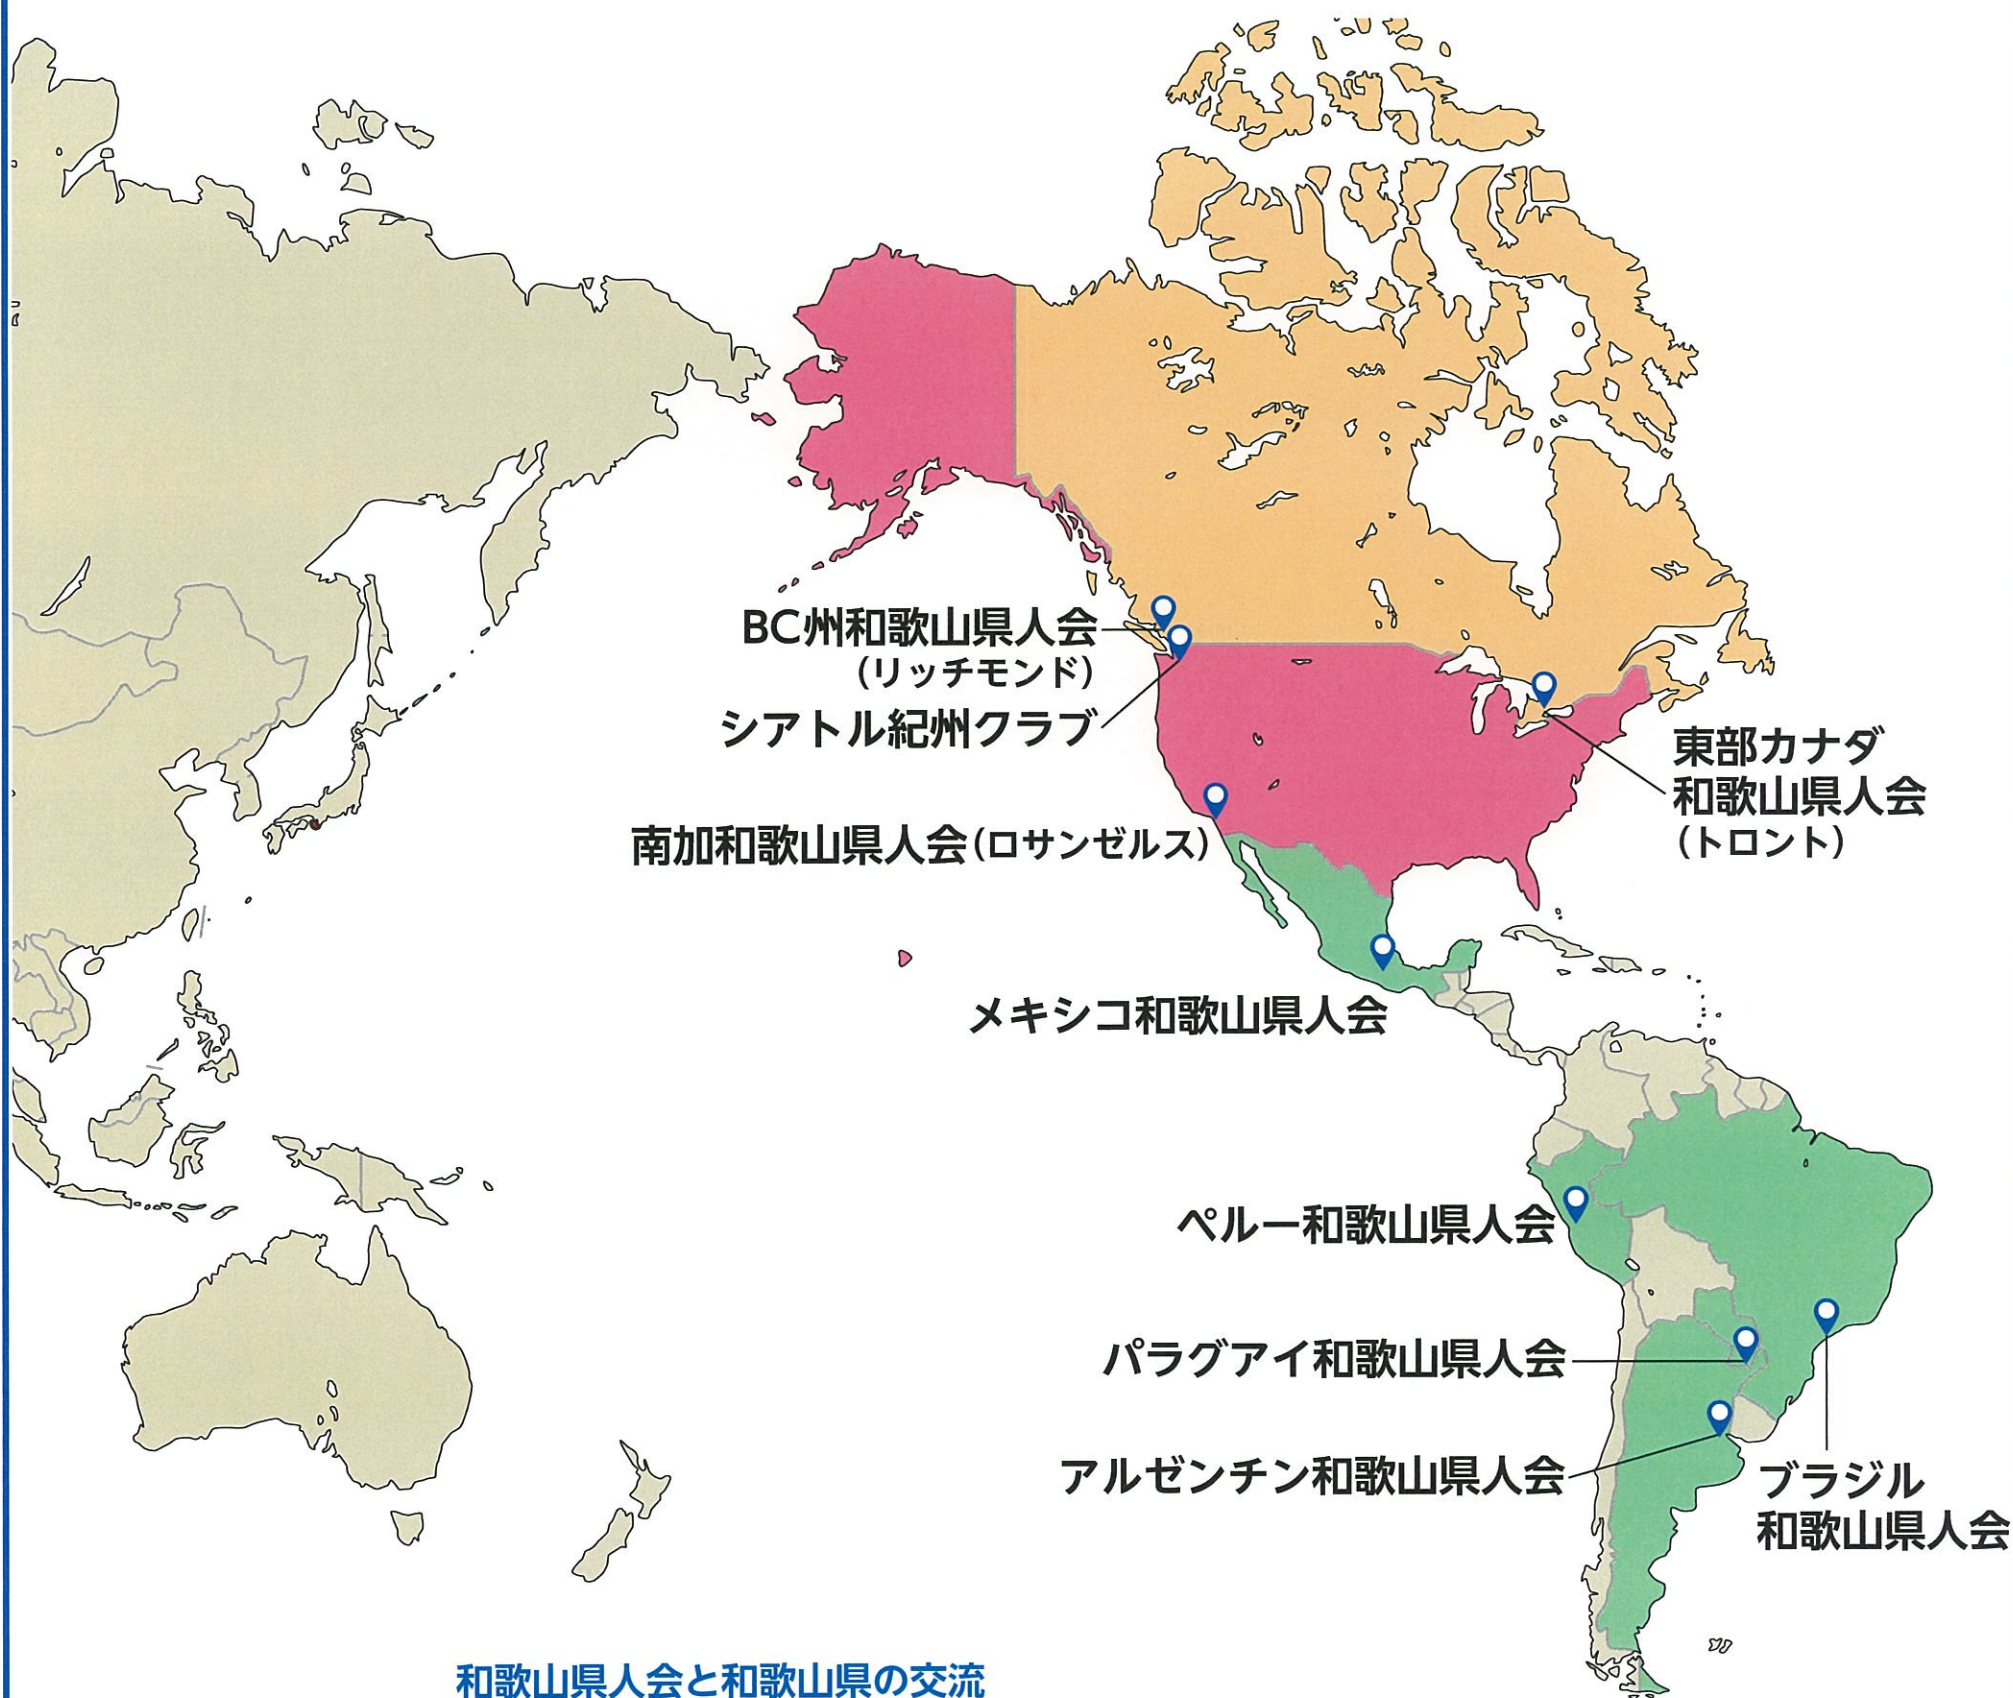 BC州和歌山県人会
(リッチモンド)
シアトル紀州クラブ
東部カナダ
和歌山県人会
(トロント)
南加和歌山県人会(ロサンゼルス)
メキシコ和歌山県人会
ペルー和歌山県人会
パラグアイ和歌山県人会
アルゼンチン和歌山県人会
ブラジル
和歌山県人会
和歌山県人会と和歌山県の交流